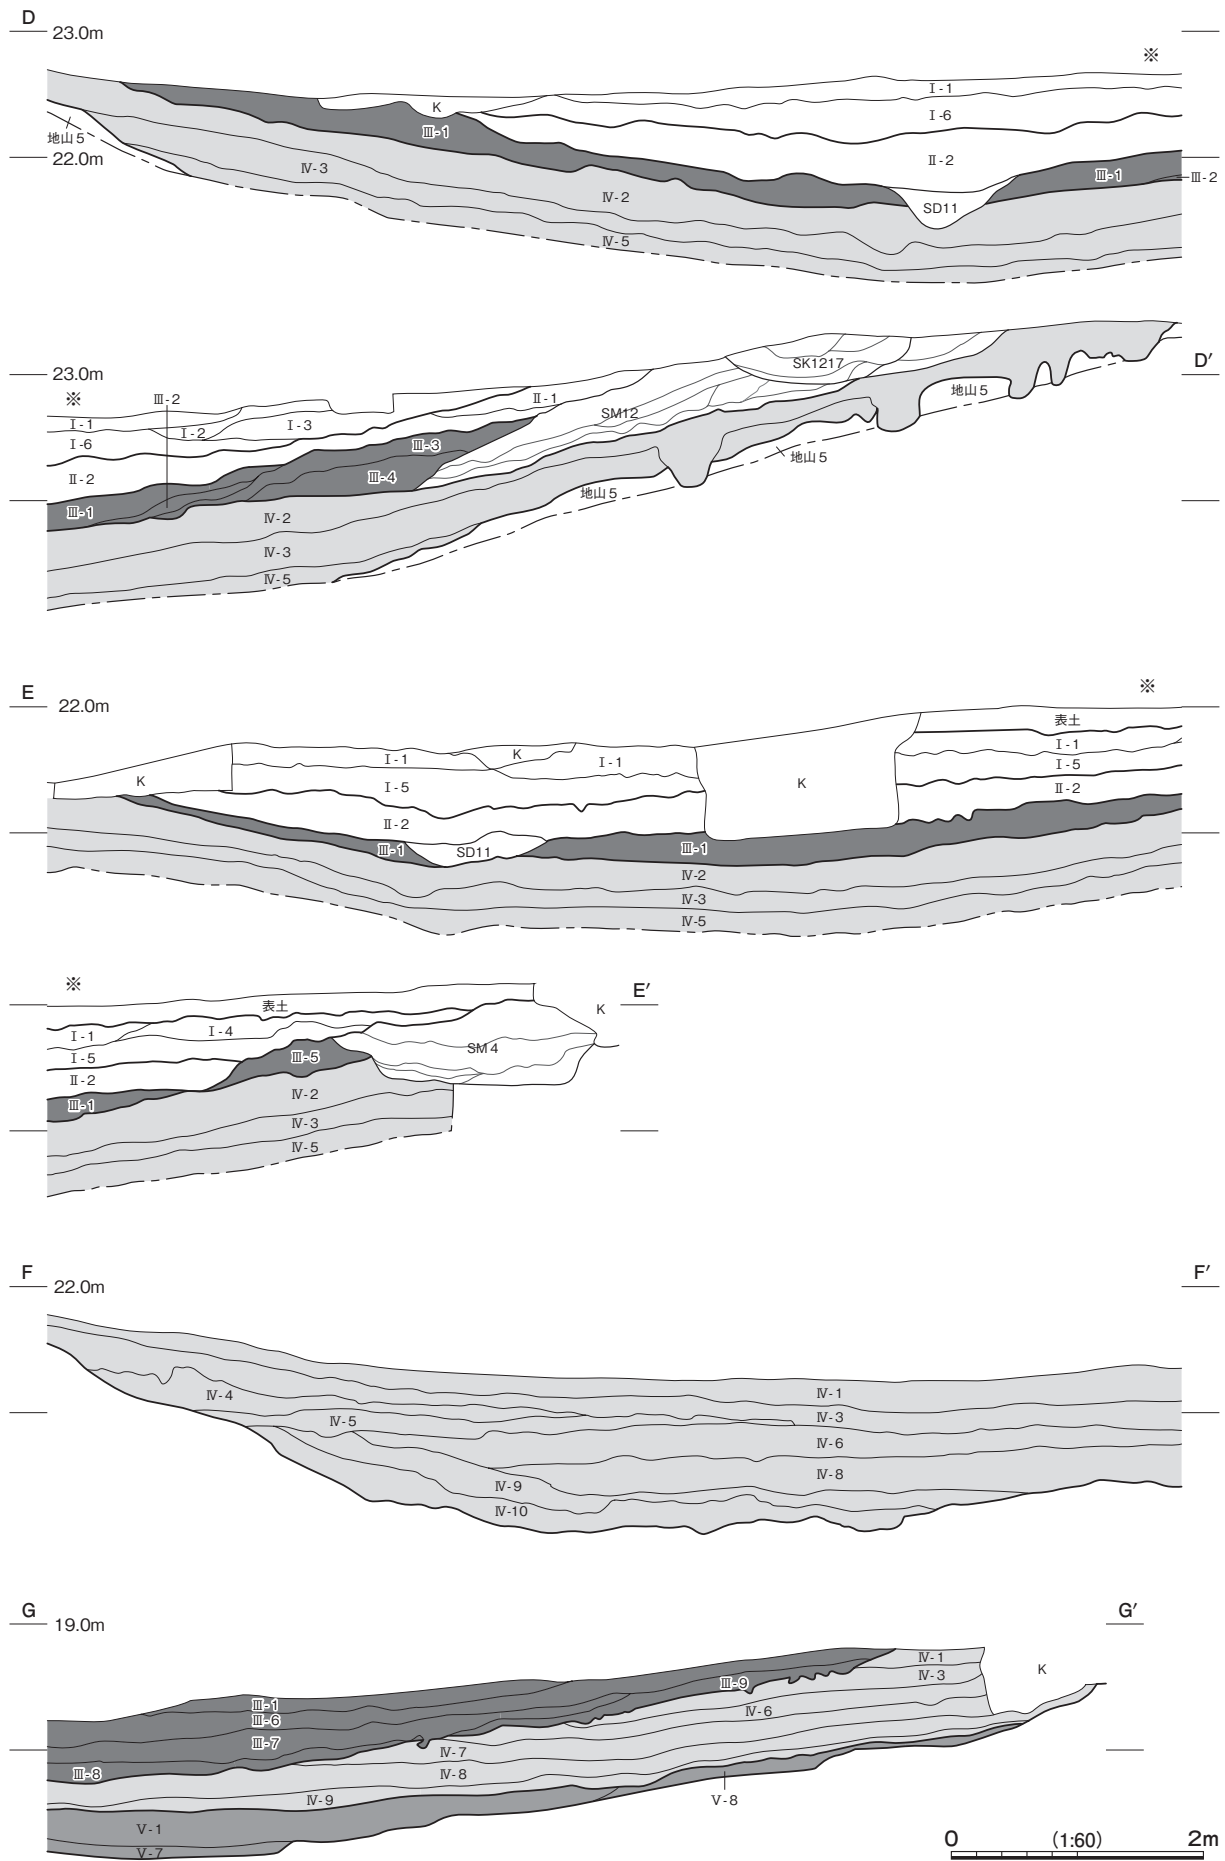 D
23.0m
※
Ⅰ-1
K
Ⅰ-6
Ⅲ-1
地山5
22.0m
Ⅱ-2
Ⅳ-3
Ⅲ-1
Ⅲ-2
Ⅳ-2
SD11
Ⅳ-5
23.0m
D′
※
Ⅲ-2
SK1217
Ⅱ-1
地山5
Ⅰ-1
Ⅰ-2
Ⅰ-3
SM12
Ⅰ-6
Ⅲ-3
地山5
Ⅱ-2
Ⅲ-4
地山5
Ⅲ-1
Ⅳ-2
Ⅳ-3
Ⅳ-5
E
22.0m
※
表土
Ⅰ-1
K
Ⅰ-1
Ⅰ-1
K
Ⅰ-5
K
Ⅰ-5
Ⅱ-2
Ⅱ-2
Ⅲ-1
SD11
Ⅲ-1
Ⅳ-2
Ⅳ-3
Ⅳ-5
※
E′
表土
K
Ⅰ-1
Ⅰ-4
SM4
Ⅰ-5
Ⅲ-5
Ⅱ-2
Ⅳ-2
Ⅲ-1
Ⅳ-3
Ⅳ-5
F
22.0m
F′
Ⅳ-4
Ⅳ-1
Ⅳ-5
Ⅳ-3
Ⅳ-6
Ⅳ-8
Ⅳ-9
Ⅳ-10
G
19.0m
G′
Ⅳ-1
K
Ⅳ-3
Ⅲ-9
Ⅲ-1
Ⅳ-6
Ⅲ-6
Ⅲ-7
Ⅳ-7
Ⅲ-8
Ⅳ-8
Ⅳ-9
Ⅴ-8
Ⅴ-1
Ⅴ-7
0 (1:60) 2m